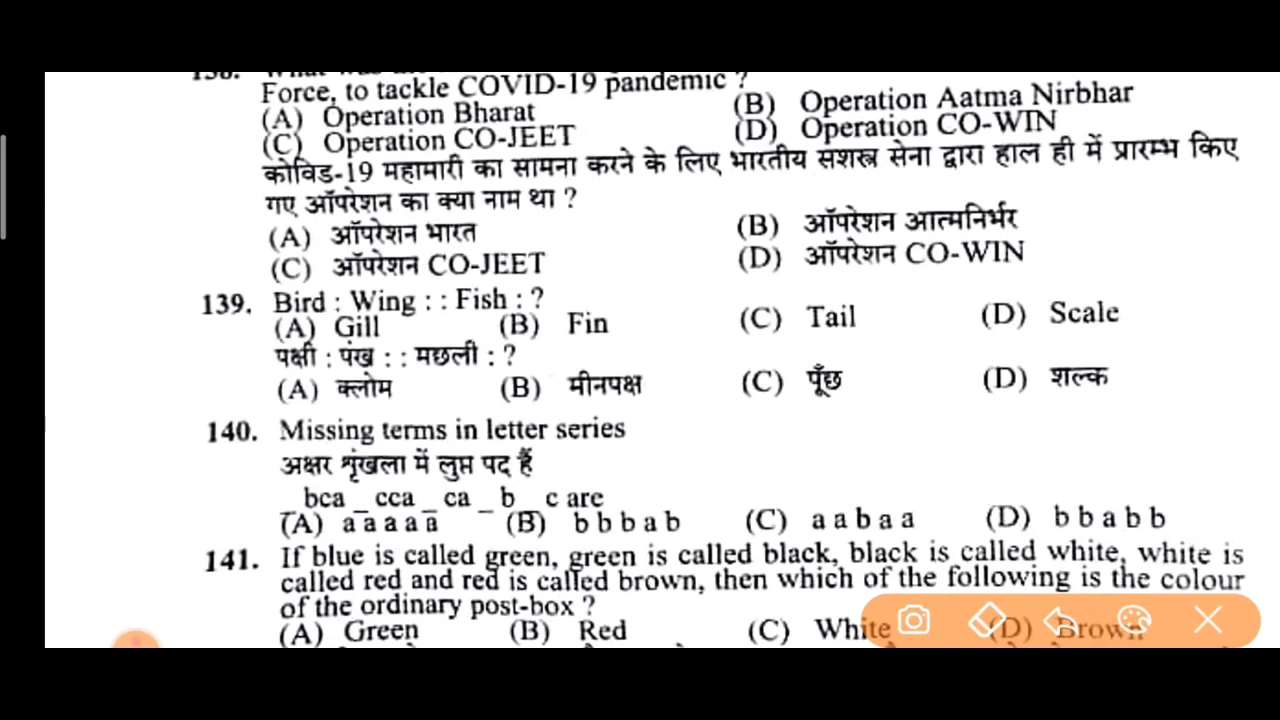 Force, to tackle COVID-19 pandemic ?
(A) Operation Bharat (B) Operation Aatma Nirbhar
(C) Operation CO-JEET (D) Operation CO-WIN
कोविड-19 महामारी का सामना करने के लिए भारतीय सशस्त्र सेना द्वारा हाल ही में प्रारम्भ किए
गए ऑपरेशन का क्या नाम था ?
(A) ऑपरेशन भारत (B) ऑपरेशन आत्मनिर्भर
(C) ऑपरेशन CO-JEET (D) ऑपरेशन CO-WIN
139. Bird : Wing : : Fish : ?
(A) Gill (B) Fin (C) Tail (D) Scale
पक्षी : पंख : : मछली : ?
(A) क्लोम (B) मीनपक्ष (C) पूँछ (D) शल्क
140. Missing terms in letter series
अक्षर शृंखला में लुप्त पद हैं
_ bca _ cca _ ca _ b _ c are
(A) a a a a a (B) b b b a b (C) a a b a a (D) b b a b b
141. If blue is called green, green is called black, black is called white, white is
called red and red is called brown, then which of the following is the colour
of the ordinary post-box ?
(A) Green (B) Red (C) White (D) Brown